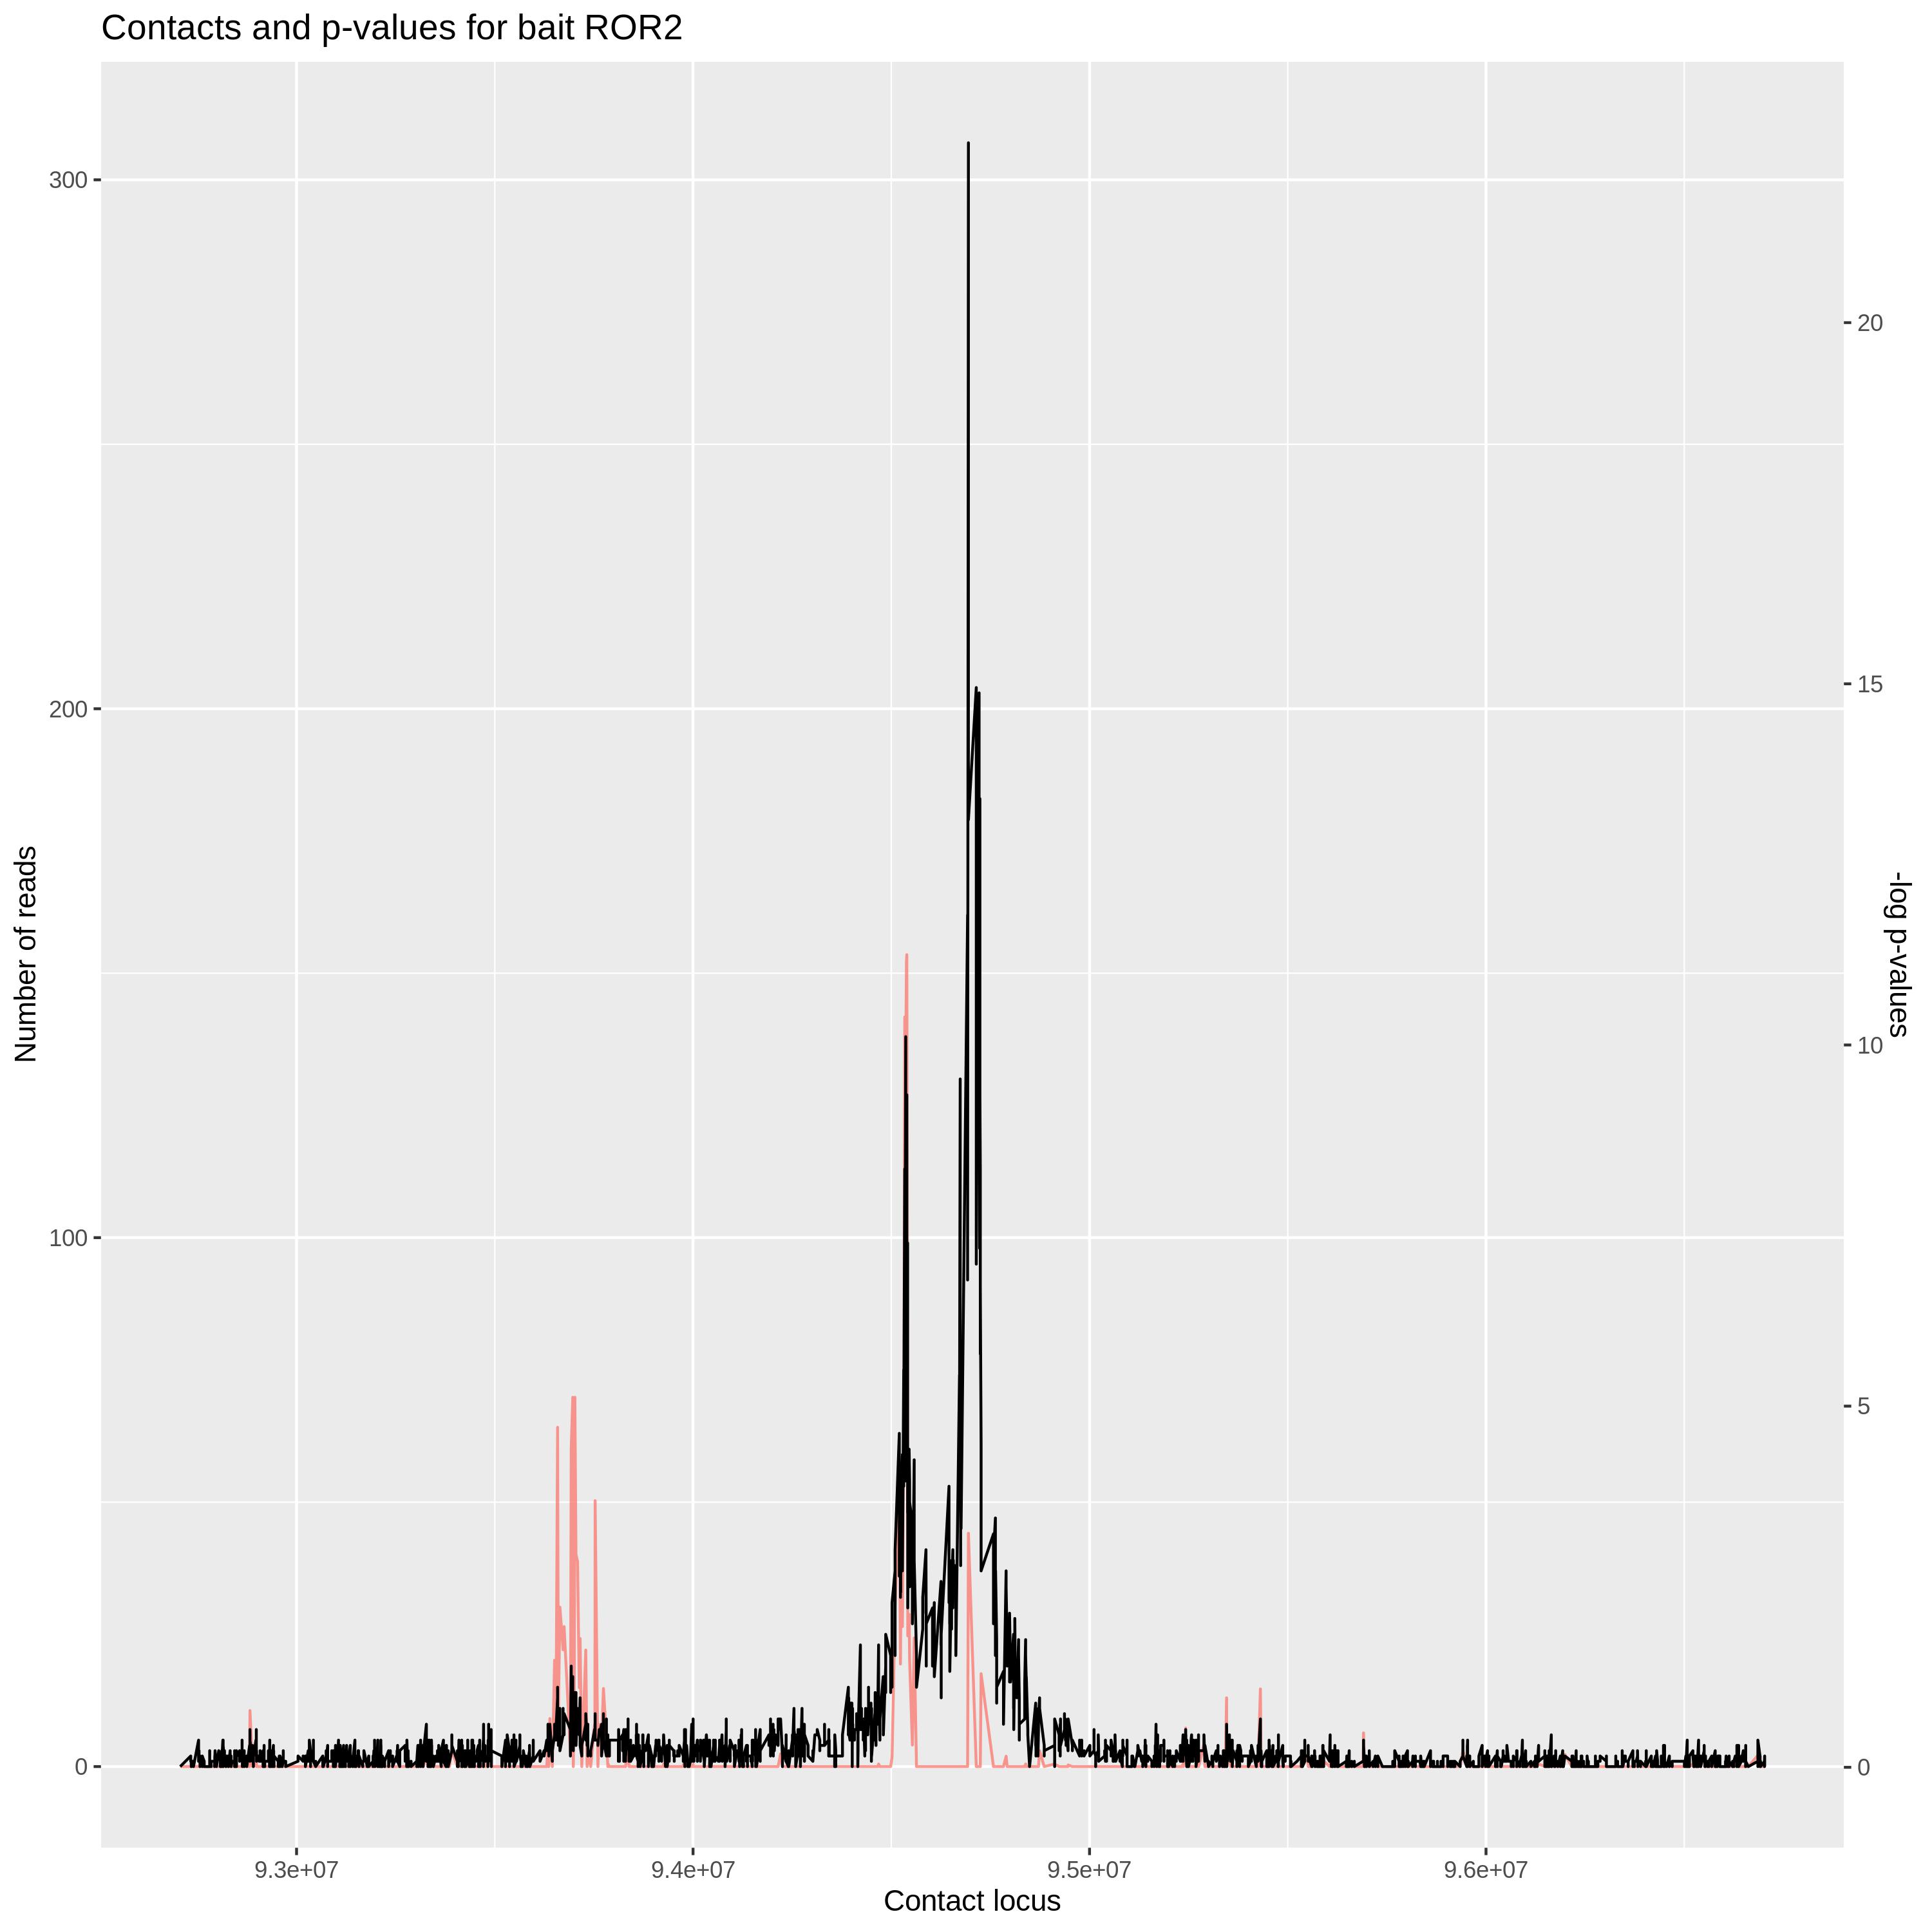 Contacts and p-values for bait ROR2
300
200
100
0
Number of reads
20
15
10
5
0
-log p-values
9.3e+07
9.4e+07
9.5e+07
9.6e+07
Contact locus